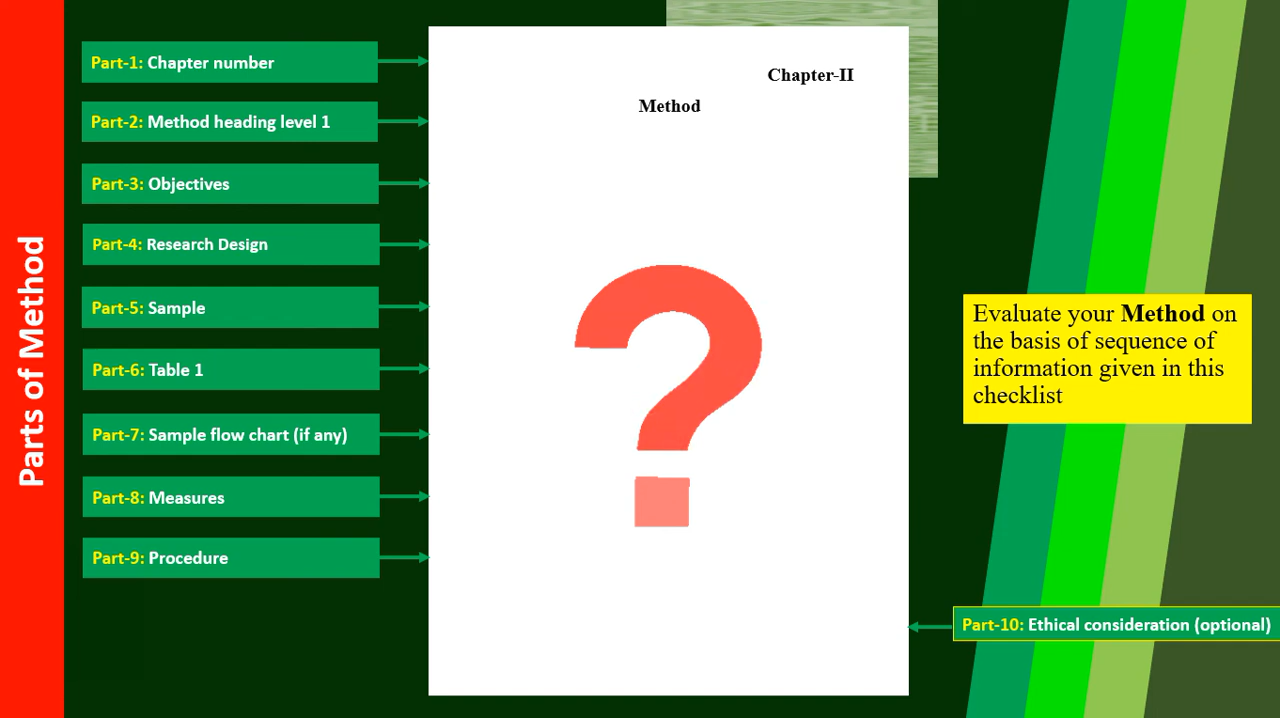 Parts of Method
Part-1: Chapter number
Part-2: Method heading level 1
Part-3: Objectives
Part-4: Research Design
Part-5: Sample
Part-6: Table 1
Part-7: Sample flow chart (if any)
Part-8: Measures
Part-9: Procedure
Chapter-II
Method
?
Evaluate your Method on
the basis of sequence of
information given in this
checklist
Part-10: Ethical consideration (optional)